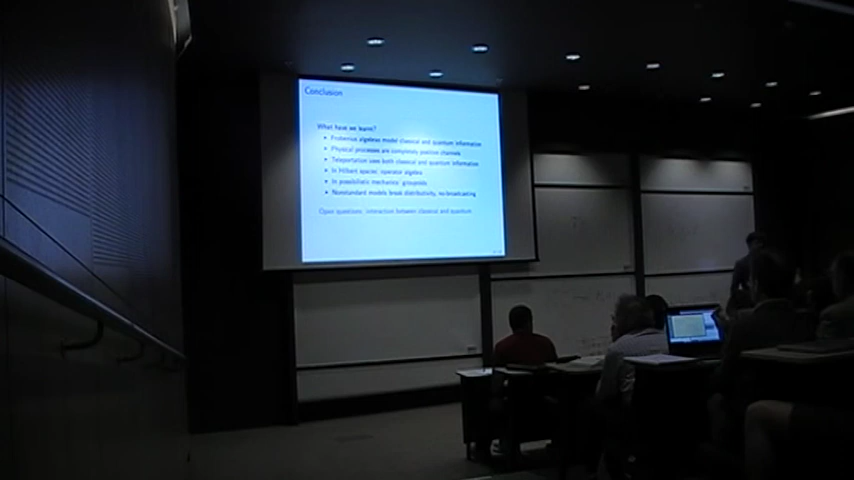 Conclusion
What have we learnt?
Frobenius algebras model classical and quantum information
Physical processes are completely positive channels
Teleportation uses both classical and quantum information
In Hilbert spaces: operator algebra
In possibilistic mechanics: groupoids
Nonstandard models break distributivity, no-broadcasting
Open questions: interaction between classical and quantum